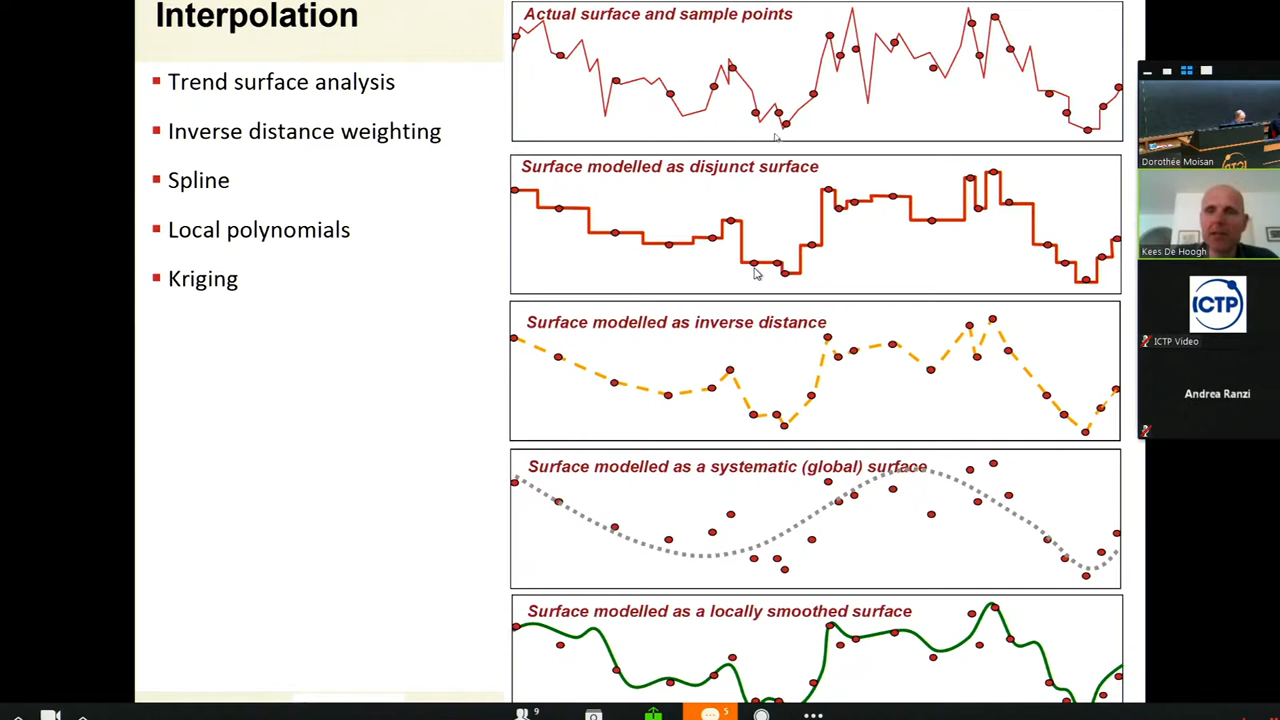 Interpolation
Trend surface analysis
Inverse distance weighting
Spline
Local polynomials
Kriging
Actual surface and sample points
Surface modelled as disjunct surface
Surface modelled as inverse distance
Surface modelled as a systematic (global) surface
Surface modelled as a locally smoothed surface
Dorothée Moisan
Kees De Hoogh
ICTP
ICTP Video
Andrea Ranzi
9
5